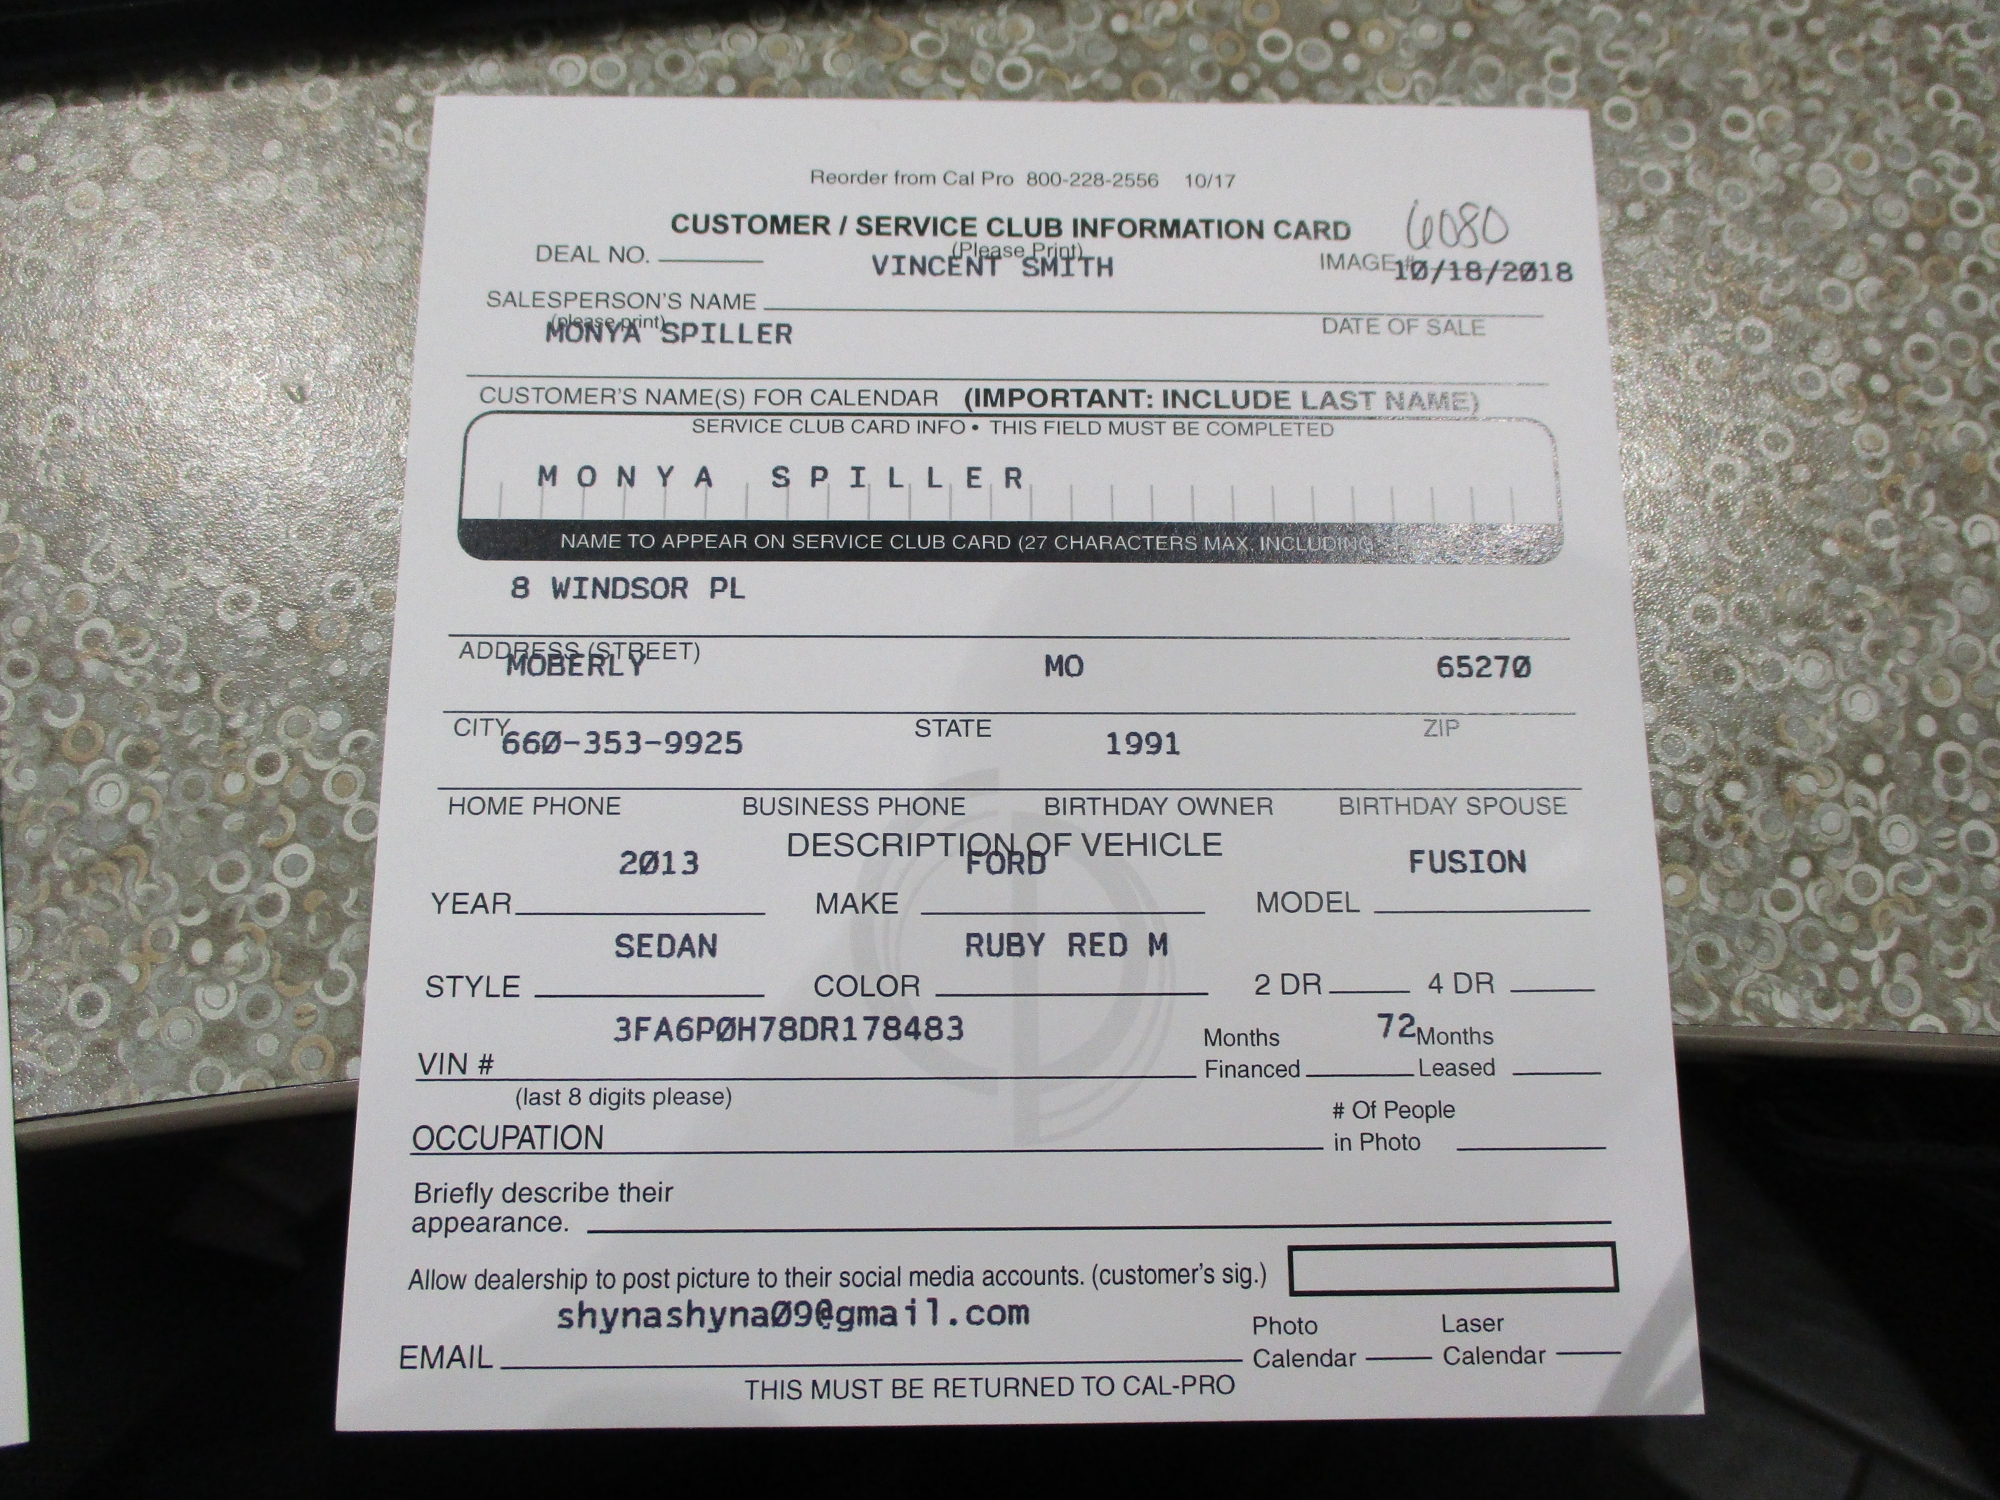 Reorder from Cal Pro 800-228-2556 10/17
CUSTOMER / SERVICE CLUB INFORMATION CARD 6080
(Please Print)
DEAL NO. VINCENT SMITH IMAGE # 10/18/2018
SALESPERSON'S NAME
(please print) DATE OF SALE
MONYA SPILLER
CUSTOMER'S NAME(S) FOR CALENDAR (IMPORTANT: INCLUDE LAST NAME)
SERVICE CLUB CARD INFO • THIS FIELD MUST BE COMPLETED
MONYA SPILLER
NAME TO APPEAR ON SERVICE CLUB CARD (27 CHARACTERS MAX. INCLUDING
8 WINDSOR PL
ADDRESS (STREET)
MOBERLY MO 65270
CITY STATE ZIP
660-353-9925 1991
HOME PHONE BUSINESS PHONE BIRTHDAY OWNER BIRTHDAY SPOUSE
DESCRIPTION OF VEHICLE
2013 FORD FUSION
YEAR MAKE MODEL
SEDAN RUBY RED M
STYLE COLOR 2 DR 4 DR
3FA6P0H78DR178483 Months 72 Months
VIN # Financed Leased
(last 8 digits please)
# Of People
OCCUPATION in Photo
Briefly describe their
appearance.
Allow dealership to post picture to their social media accounts. (customer's sig.)
shynashyna09@gmail.com Photo Laser
EMAIL Calendar Calendar
THIS MUST BE RETURNED TO CAL-PRO